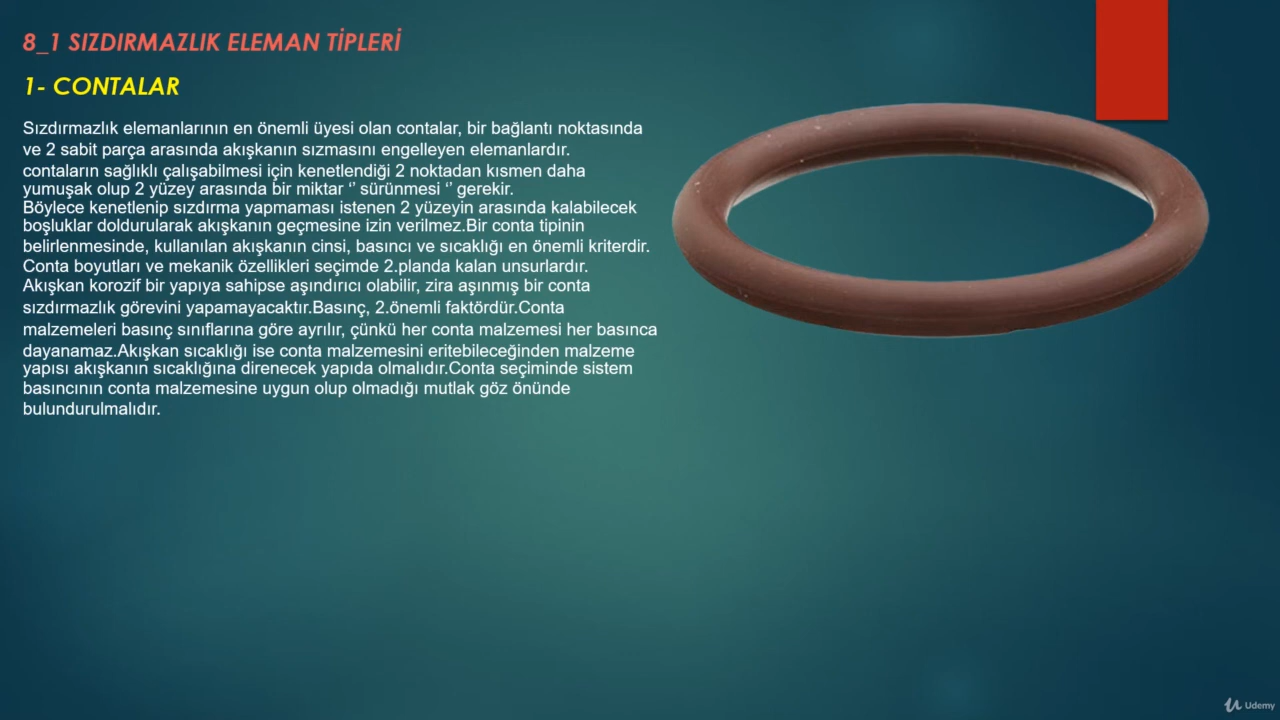 8_1 SIZDIRMAZLIK ELEMAN TİPLERİ
1- CONTALAR
Sızdırmazlık elemanlarının en önemli üyesi olan contalar, bir bağlantı noktasında
ve 2 sabit parça arasında akışkanın sızmasını engelleyen elemanlardır.
contaların sağlıklı çalışabilmesi için kenetlendiği 2 noktadan kısmen daha
yumuşak olup 2 yüzey arasında bir miktar ‘’ sürünmesi ‘’ gerekir.
Böylece kenetlenip sızdırma yapmaması istenen 2 yüzeyin arasında kalabilecek
boşluklar doldurularak akışkanın geçmesine izin verilmez.Bir conta tipinin
belirlenmesinde, kullanılan akışkanın cinsi, basıncı ve sıcaklığı en önemli kriterdir.
Conta boyutları ve mekanik özellikleri seçimde 2.planda kalan unsurlardır.
Akışkan korozif bir yapıya sahipse aşındırıcı olabilir, zira aşınmış bir conta
sızdırmazlık görevini yapamayacaktır.Basınç, 2.önemli faktördür.Conta
malzemeleri basınç sınıflarına göre ayrılır, çünkü her conta malzemesi her basınca
dayanamaz.Akışkan sıcaklığı ise conta malzemesini eritebileceğinden malzeme
yapısı akışkanın sıcaklığına direnecek yapıda olmalıdır.Conta seçiminde sistem
basıncının conta malzemesine uygun olup olmadığı mutlak göz önünde
bulundurulmalıdır.
Udemy